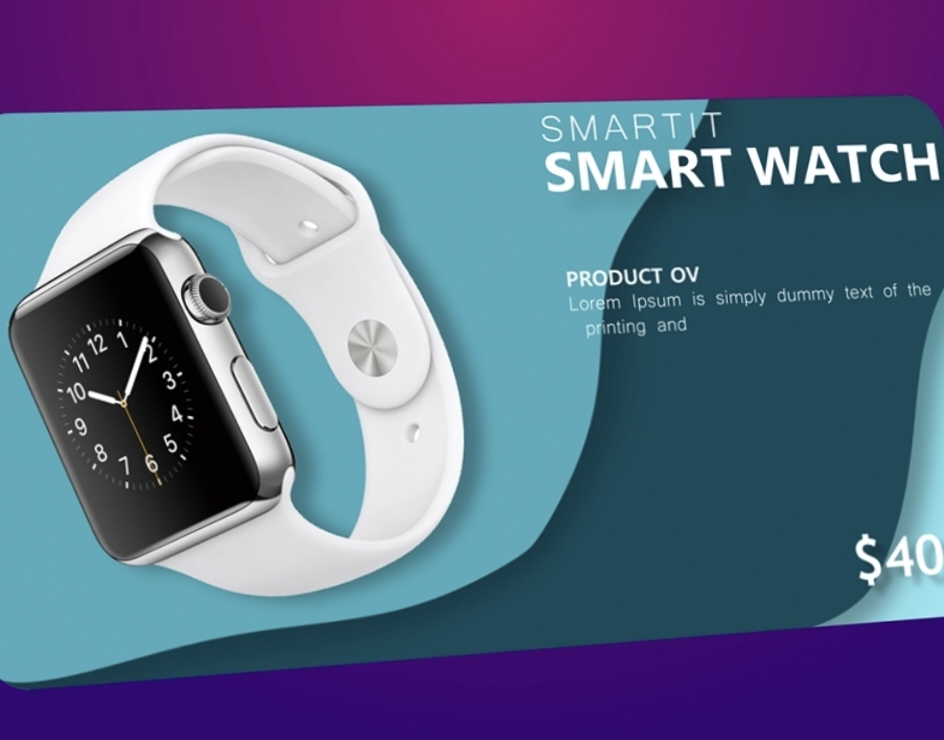 SMARTIT
SMART WATCH
PRODUCT OV
Lorem Ipsum is simply dummy text of the
printing and
$40
12
1
2
3
4
5
6
7
8
9
10
11